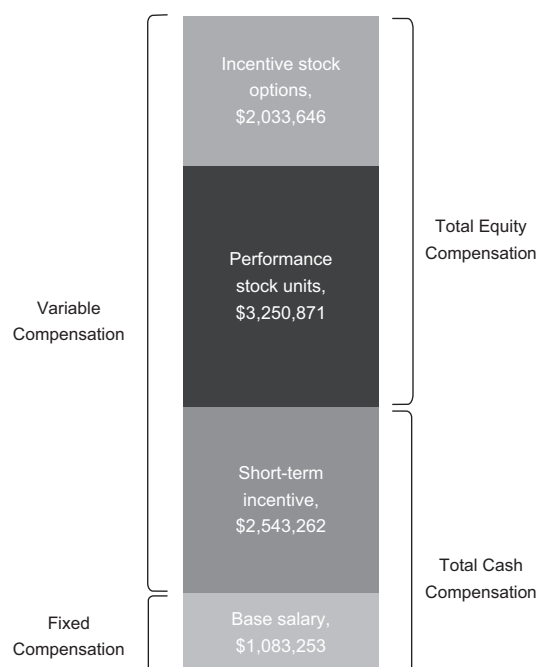 Incentive stock
options,
$2,033,646
Performance
stock units,
$3,250,871
Short-term
incentive,
$2,543,262
Base salary,
$1,083,253
Variable
Compensation
Fixed
Compensation
Total Equity
Compensation
Total Cash
Compensation